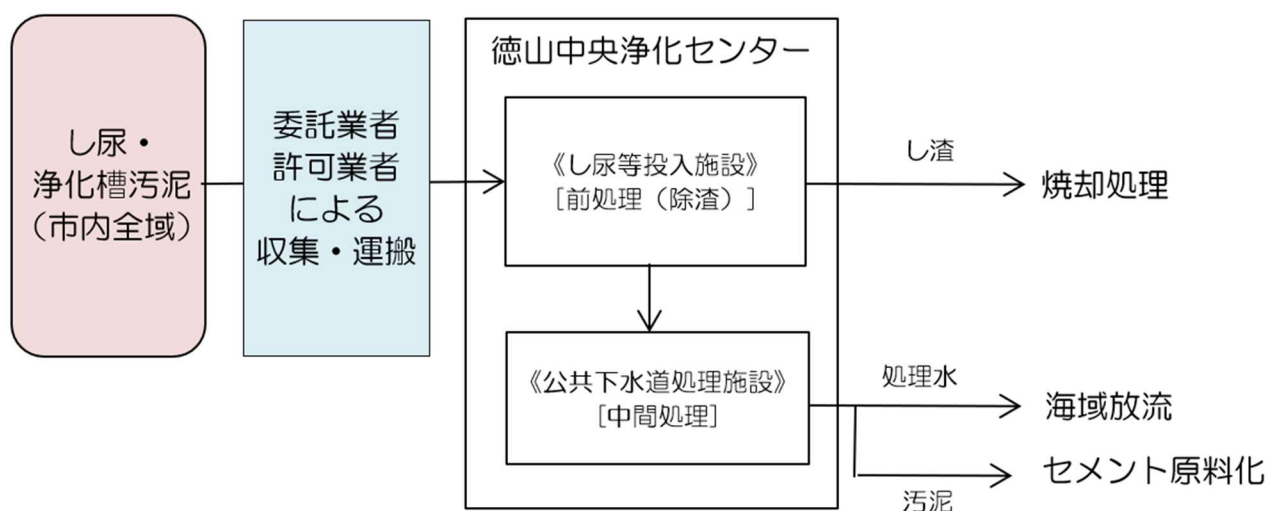 し尿・
浄化槽汚泥
（市内全域）
委託業者
許可業者
による
収集・運搬
徳山中央浄化センター
《し尿等投入施設》
［前処理（除渣）］
し渣
焼却処理
《公共下水道処理施設》
［中間処理］
処理水
海域放流
セメント原料化
汚泥